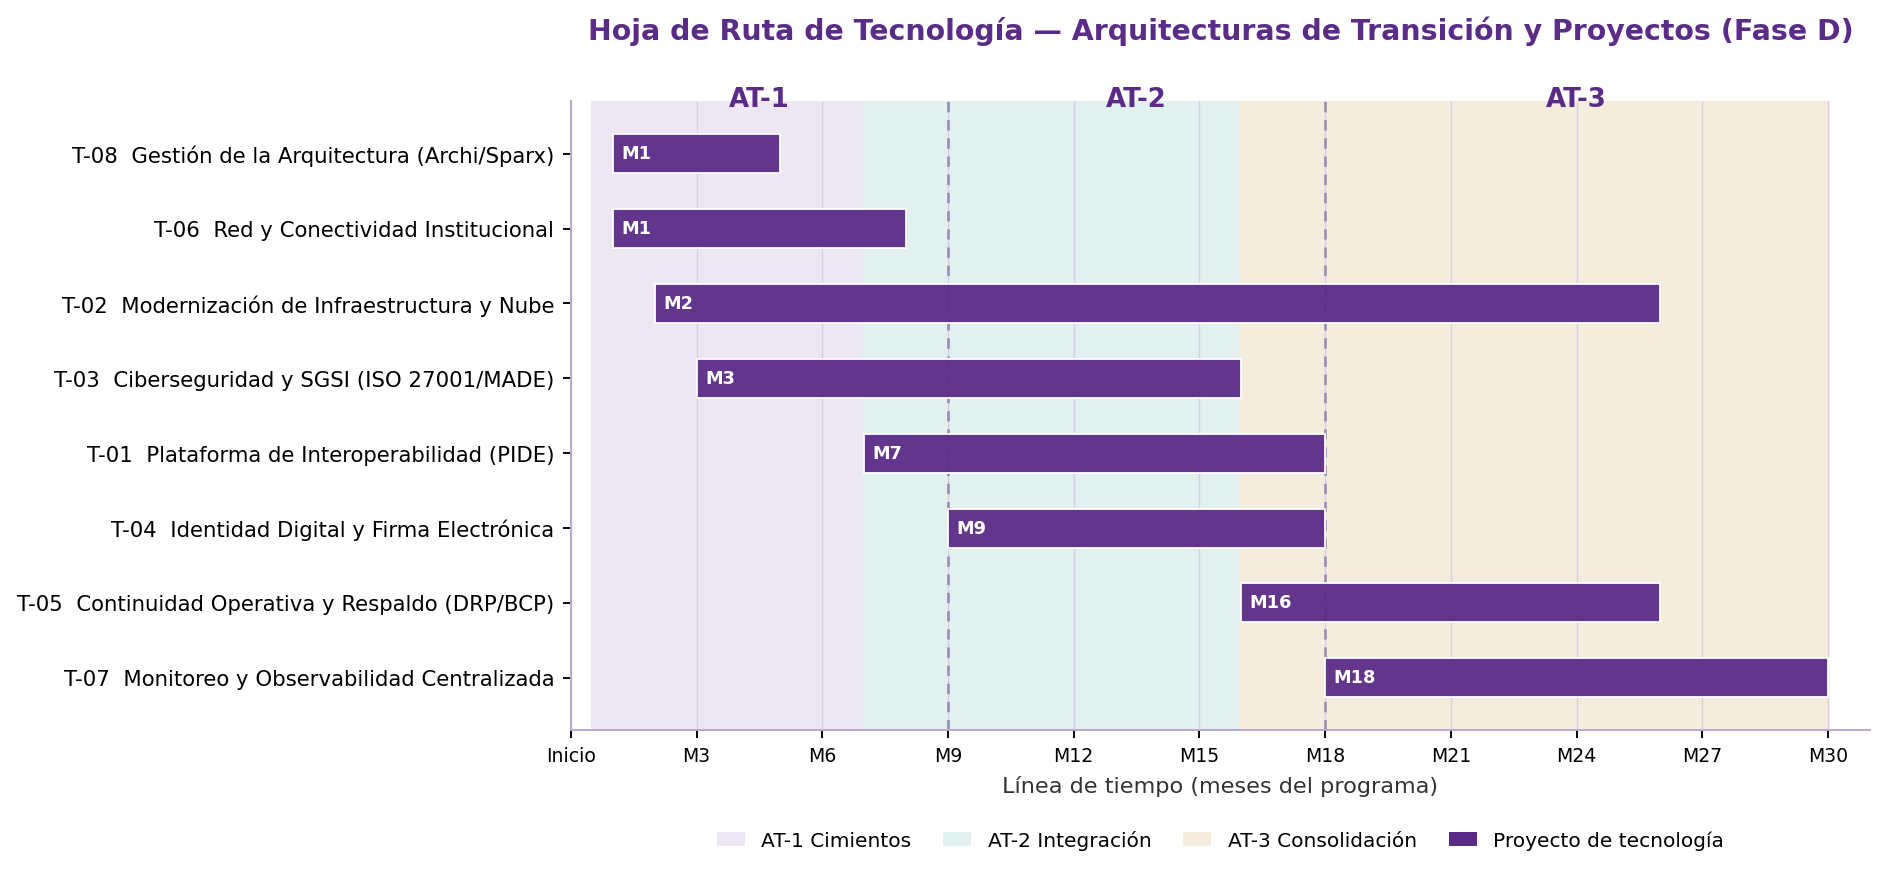 Hoja de Ruta de Tecnología — Arquitecturas de Transición y Proyectos (Fase D)
AT-1 AT-2 AT-3
T-08 Gestión de la Arquitectura (Archi/Sparx) M1
T-06 Red y Conectividad Institucional M1
T-02 Modernización de Infraestructura y Nube M2
T-03 Ciberseguridad y SGSI (ISO 27001/MADE) M3
T-01 Plataforma de Interoperabilidad (PIDE) M7
T-04 Identidad Digital y Firma Electrónica M9
T-05 Continuidad Operativa y Respaldo (DRP/BCP) M16
T-07 Monitoreo y Observabilidad Centralizada M18
Inicio M3 M6 M9 M12 M15 M18 M21 M24 M27 M30
Línea de tiempo (meses del programa)
AT-1 Cimientos AT-2 Integración AT-3 Consolidación Proyecto de tecnología